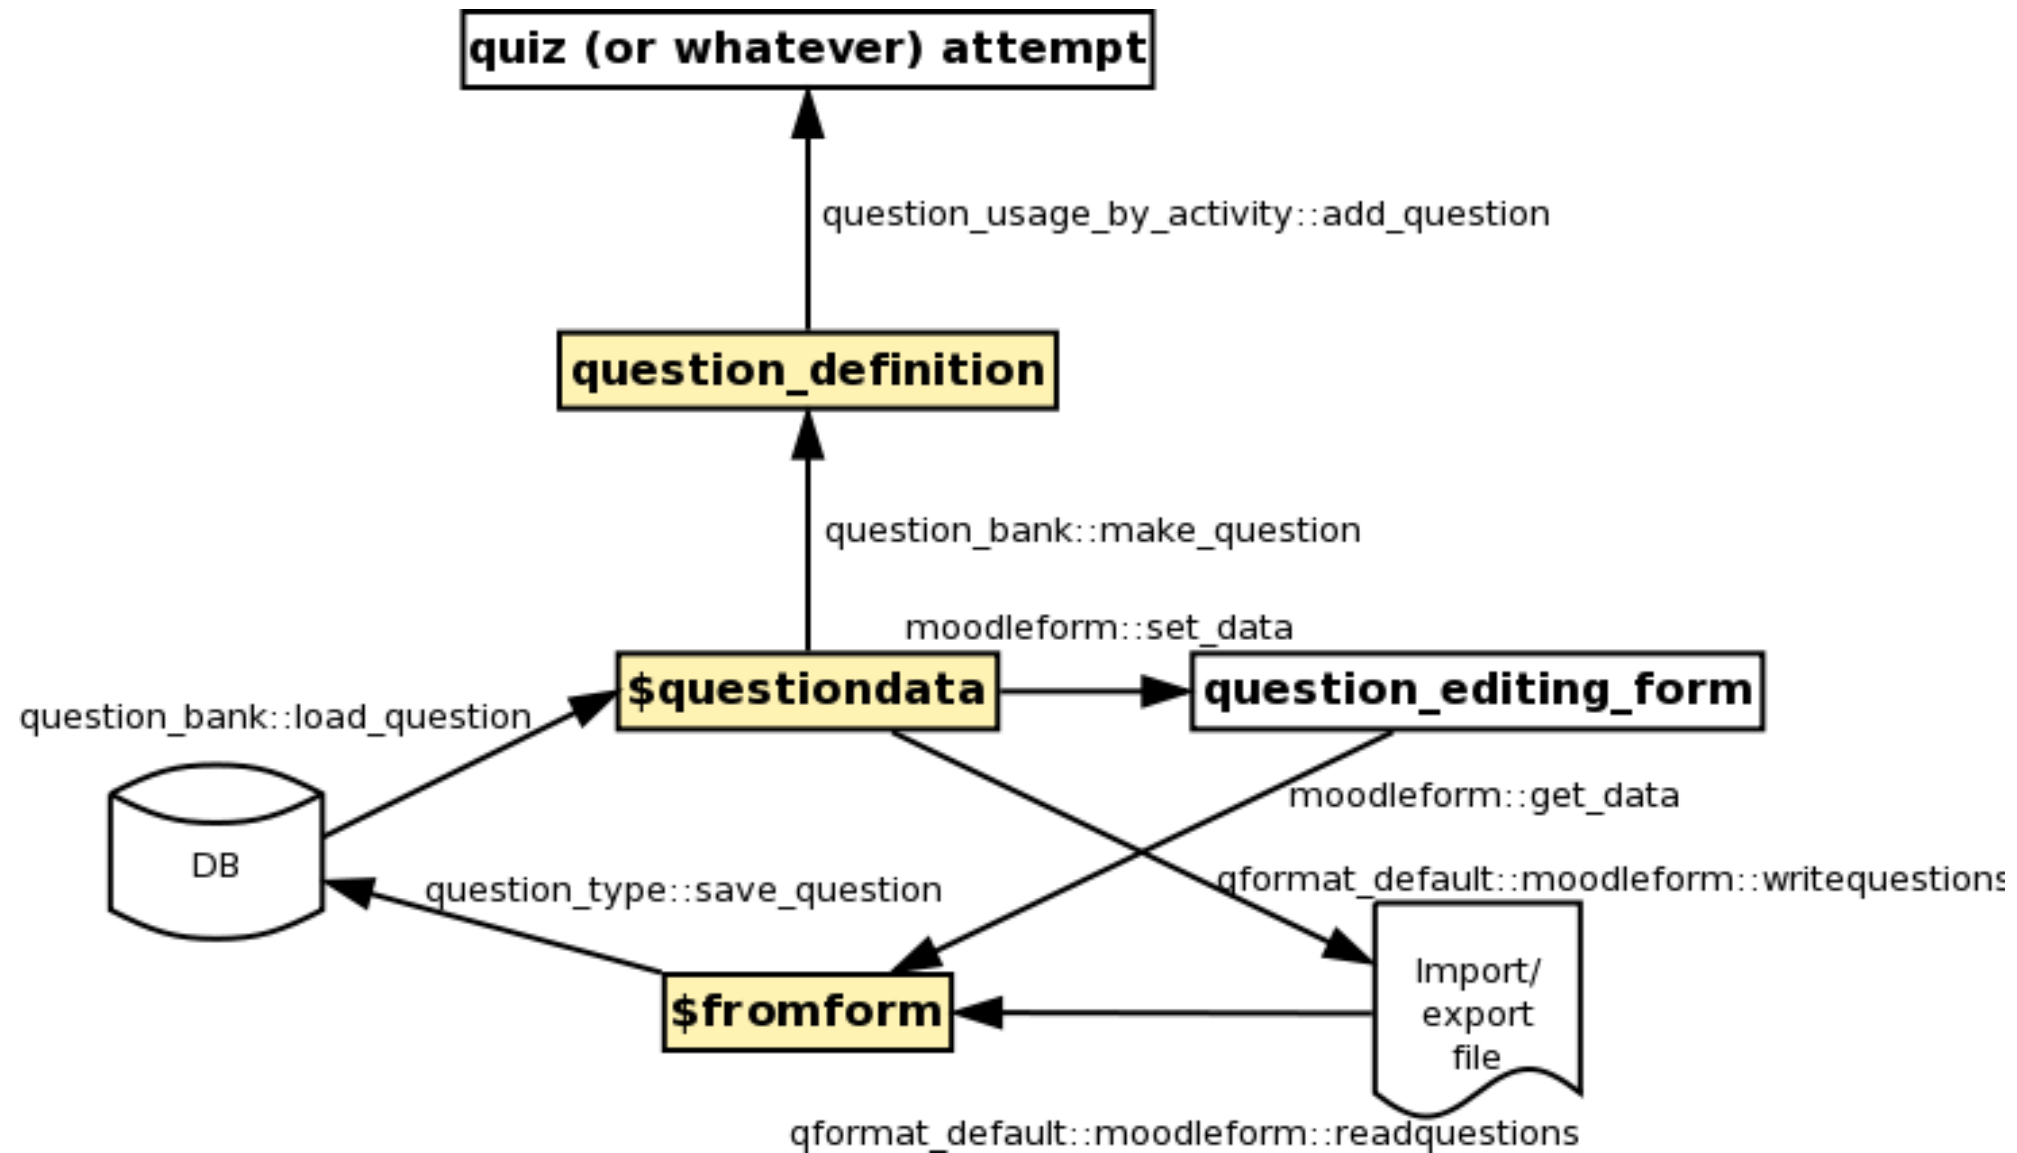 quiz (or whatever) attempt
question_usage_by_activity::add_question
question_definition
question_bank::make_question
moodleform::set_data
$questiondata
question_editing_form
question_bank::load_question
moodleform::get_data
DB
question_type::save_question
qformat_default::moodleform::writequestions
Import/
export
file
$fromform
qformat_default::moodleform::readquestions